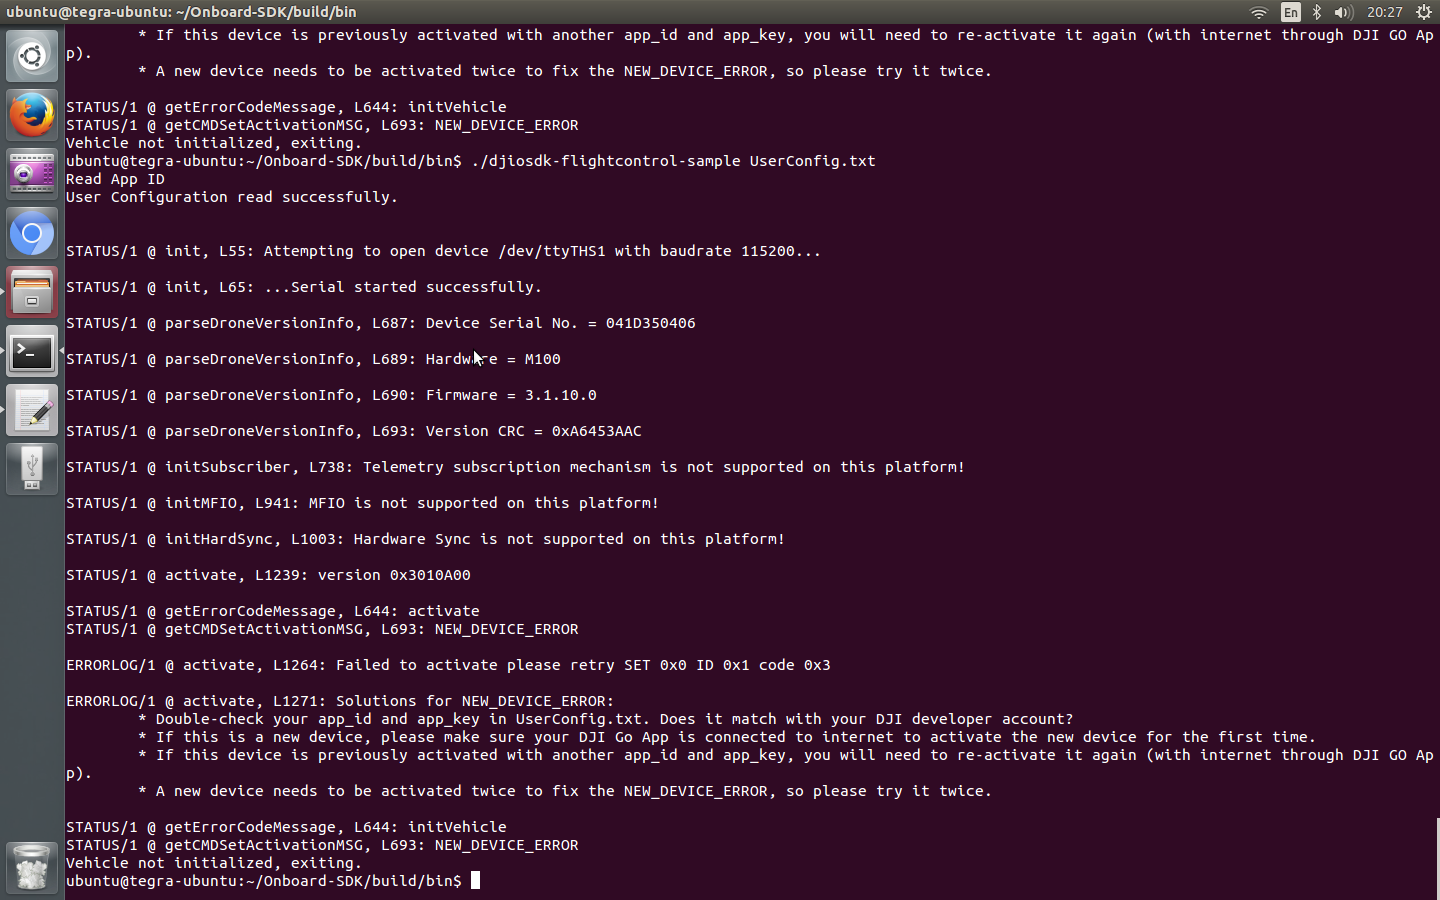 ubuntu@tegra-ubuntu: ~/Onboard-SDK/build/bin
En
20:27
* If this device is previously activated with another app_id and app_key, you will need to re-activate it again (with internet through DJI GO Ap
p).
* A new device needs to be activated twice to fix the NEW_DEVICE_ERROR, so please try it twice.
STATUS/1 @ getErrorCodeMessage, L644: initVehicle
STATUS/1 @ getCMDSetActivationMSG, L693: NEW_DEVICE_ERROR
Vehicle not initialized, exiting.
ubuntu@tegra-ubuntu:~/Onboard-SDK/build/bin$ ./djiosdk-flightcontrol-sample UserConfig.txt
Read App ID
User Configuration read successfully.
STATUS/1 @ init, L55: Attempting to open device /dev/ttyTHS1 with baudrate 115200...
STATUS/1 @ init, L65: ...Serial started successfully.
STATUS/1 @ parseDroneVersionInfo, L687: Device Serial No. = 041D350406
STATUS/1 @ parseDroneVersionInfo, L689: Hardware = M100
STATUS/1 @ parseDroneVersionInfo, L690: Firmware = 3.1.10.0
STATUS/1 @ parseDroneVersionInfo, L693: Version CRC = 0xA6453AAC
STATUS/1 @ initSubscriber, L738: Telemetry subscription mechanism is not supported on this platform!
STATUS/1 @ initMFIO, L941: MFIO is not supported on this platform!
STATUS/1 @ initHardSync, L1003: Hardware Sync is not supported on this platform!
STATUS/1 @ activate, L1239: version 0x3010A00
STATUS/1 @ getErrorCodeMessage, L644: activate
STATUS/1 @ getCMDSetActivationMSG, L693: NEW_DEVICE_ERROR
ERRORLOG/1 @ activate, L1264: Failed to activate please retry SET 0x0 ID 0x1 code 0x3
ERRORLOG/1 @ activate, L1271: Solutions for NEW_DEVICE_ERROR:
* Double-check your app_id and app_key in UserConfig.txt. Does it match with your DJI developer account?
* If this is a new device, please make sure your DJI Go App is connected to internet to activate the new device for the first time.
* If this device is previously activated with another app_id and app_key, you will need to re-activate it again (with internet through DJI GO Ap
p).
* A new device needs to be activated twice to fix the NEW_DEVICE_ERROR, so please try it twice.
STATUS/1 @ getErrorCodeMessage, L644: initVehicle
STATUS/1 @ getCMDSetActivationMSG, L693: NEW_DEVICE_ERROR
Vehicle not initialized, exiting.
ubuntu@tegra-ubuntu:~/Onboard-SDK/build/bin$